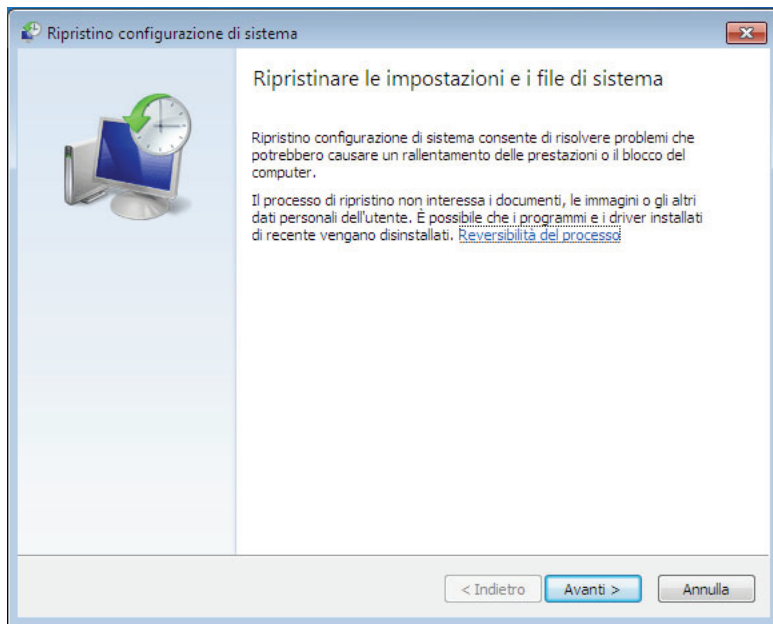 Ripristino configurazione di sistema
Ripristinare le impostazioni e i file di sistema
Ripristino configurazione di sistema consente di risolvere problemi che
potrebbero causare un rallentamento delle prestazioni o il blocco del
computer.
Il processo di ripristino non interessa i documenti, le immagini o gli altri
dati personali dell'utente. È possibile che i programmi e i driver installati
di recente vengano disinstallati. Reversibilità del processo
< Indietro Avanti > Annulla